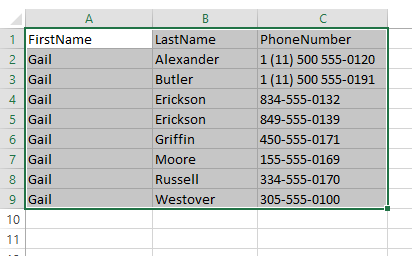 A B C
1 FirstName LastName PhoneNumber
2 Gail Alexander 1 (11) 500 555-0120
3 Gail Butler 1 (11) 500 555-0191
4 Gail Erickson 834-555-0132
5 Gail Erickson 849-555-0139
6 Gail Griffin 450-555-0171
7 Gail Moore 155-555-0169
8 Gail Russell 334-555-0170
9 Gail Westover 305-555-0100
10
11